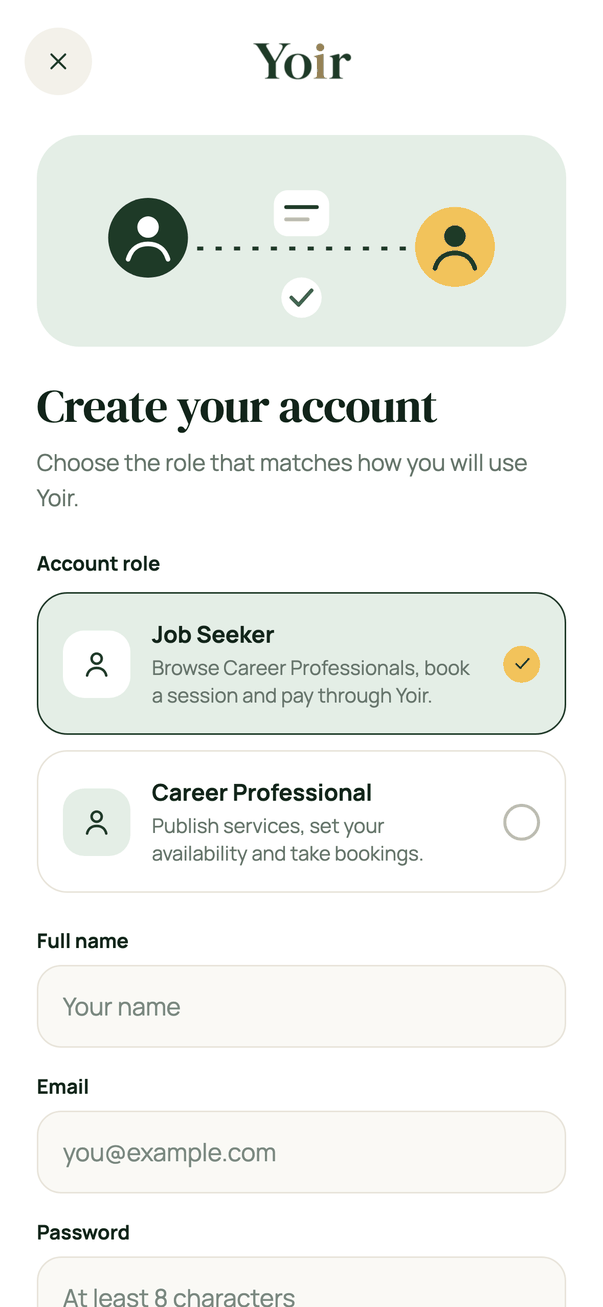 Yoir
Create your account
Choose the role that matches how you will use
Yoir.
Account role
Job Seeker
Browse Career Professionals, book
a session and pay through Yoir.
Career Professional
Publish services, set your
availability and take bookings.
Full name
Your name
Email
you@example.com
Password
At least 8 characters